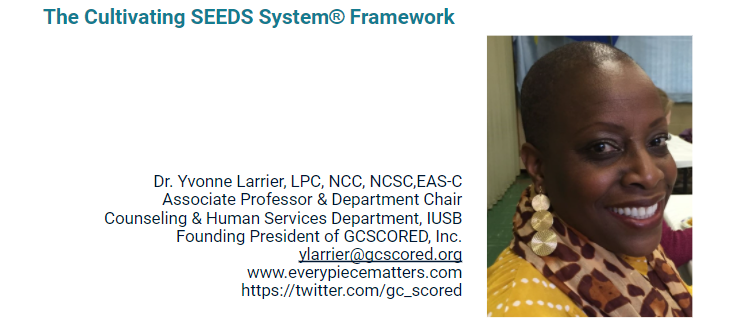 The Cultivating SEEDS System® Framework
Dr. Yvonne Larrier, LPC, NCC, NCSC,EAS-C
Associate Professor & Department Chair
Counseling & Human Services Department, IUSB
Founding President of GCSCORED, Inc.
ylarrier@gcscored.org
www.everypiecematters.com
https://twitter.com/gc_scored